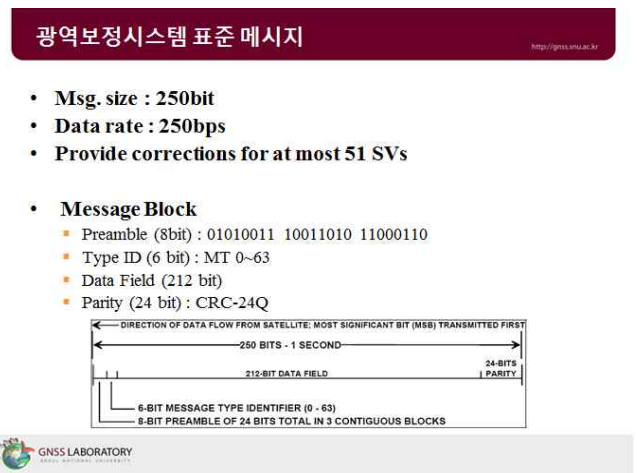 광역보정시스템 표준 메시지
http://gnss.snu.ac.kr
• Msg. size : 250bit
• Data rate : 250bps
• Provide corrections for at most 51 SVs
• Message Block
▪ Preamble (8bit) : 01010011 10011010 11000110
▪ Type ID (6 bit) : MT 0~63
▪ Data Field (212 bit)
▪ Parity (24 bit) : CRC-24Q
DIRECTION OF DATA FLOW FROM SATELLITE; MOST SIGNIFICANT BIT (MSB) TRANSMITTED FIRST
250 BITS - 1 SECOND
24-BITS
212-BIT DATA FIELD
PARITY
6-BIT MESSAGE TYPE IDENTIFIER (0 - 63)
8-BIT PREAMBLE OF 24 BITS TOTAL IN 3 CONTIGUOUS BLOCKS
GNSS LABORATORY
SEOUL NATIONAL UNIVERSITY